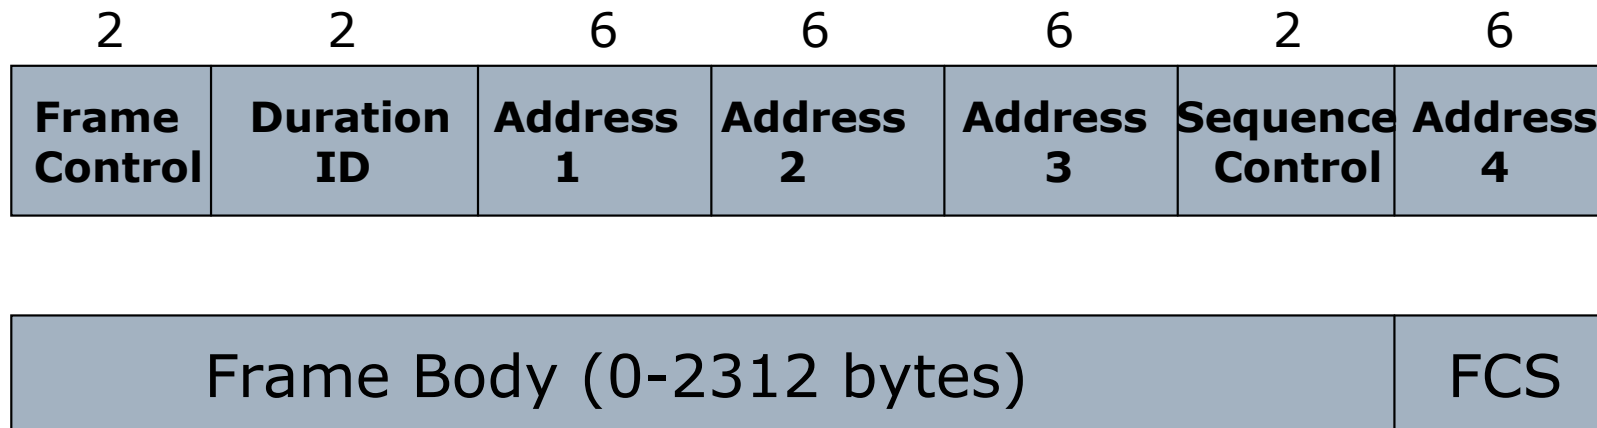 2 2 6 6 6 2 6
Frame Duration Address Address Address Sequence Address
Control ID 1 2 3 Control 4
Frame Body (0-2312 bytes) FCS